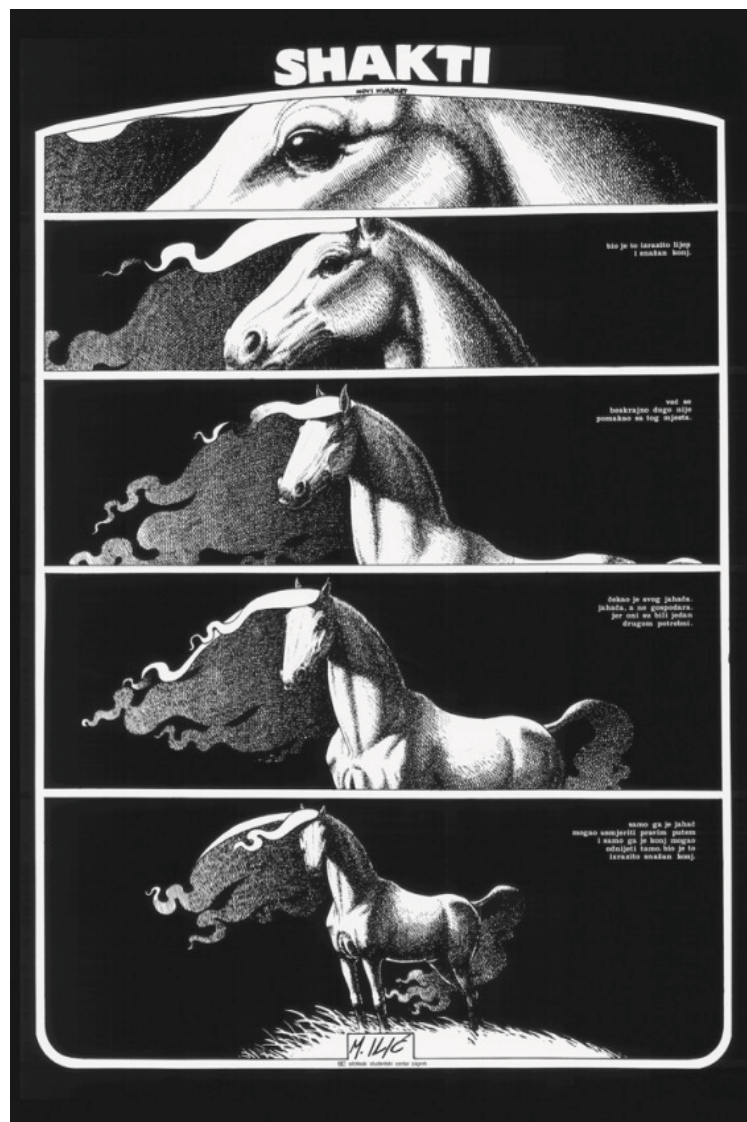 SHAKTI
NOVI KVADRAT
bio je to izrazito lijep
i snažan konj.
već se
beskrajno dugo nije
pomakao sa tog mjesta.
čekao je svog jahača.
jahača, a ne gospodara.
jer oni su bili jedan
drugom potrebni.
samo ga je jahač
mogao usmjeriti pravim putem
i samo ga je konj mogao
odnijeti tamo. bio je to
izrazito snažan konj.
M. ILIĆ
studentski centar zagreb